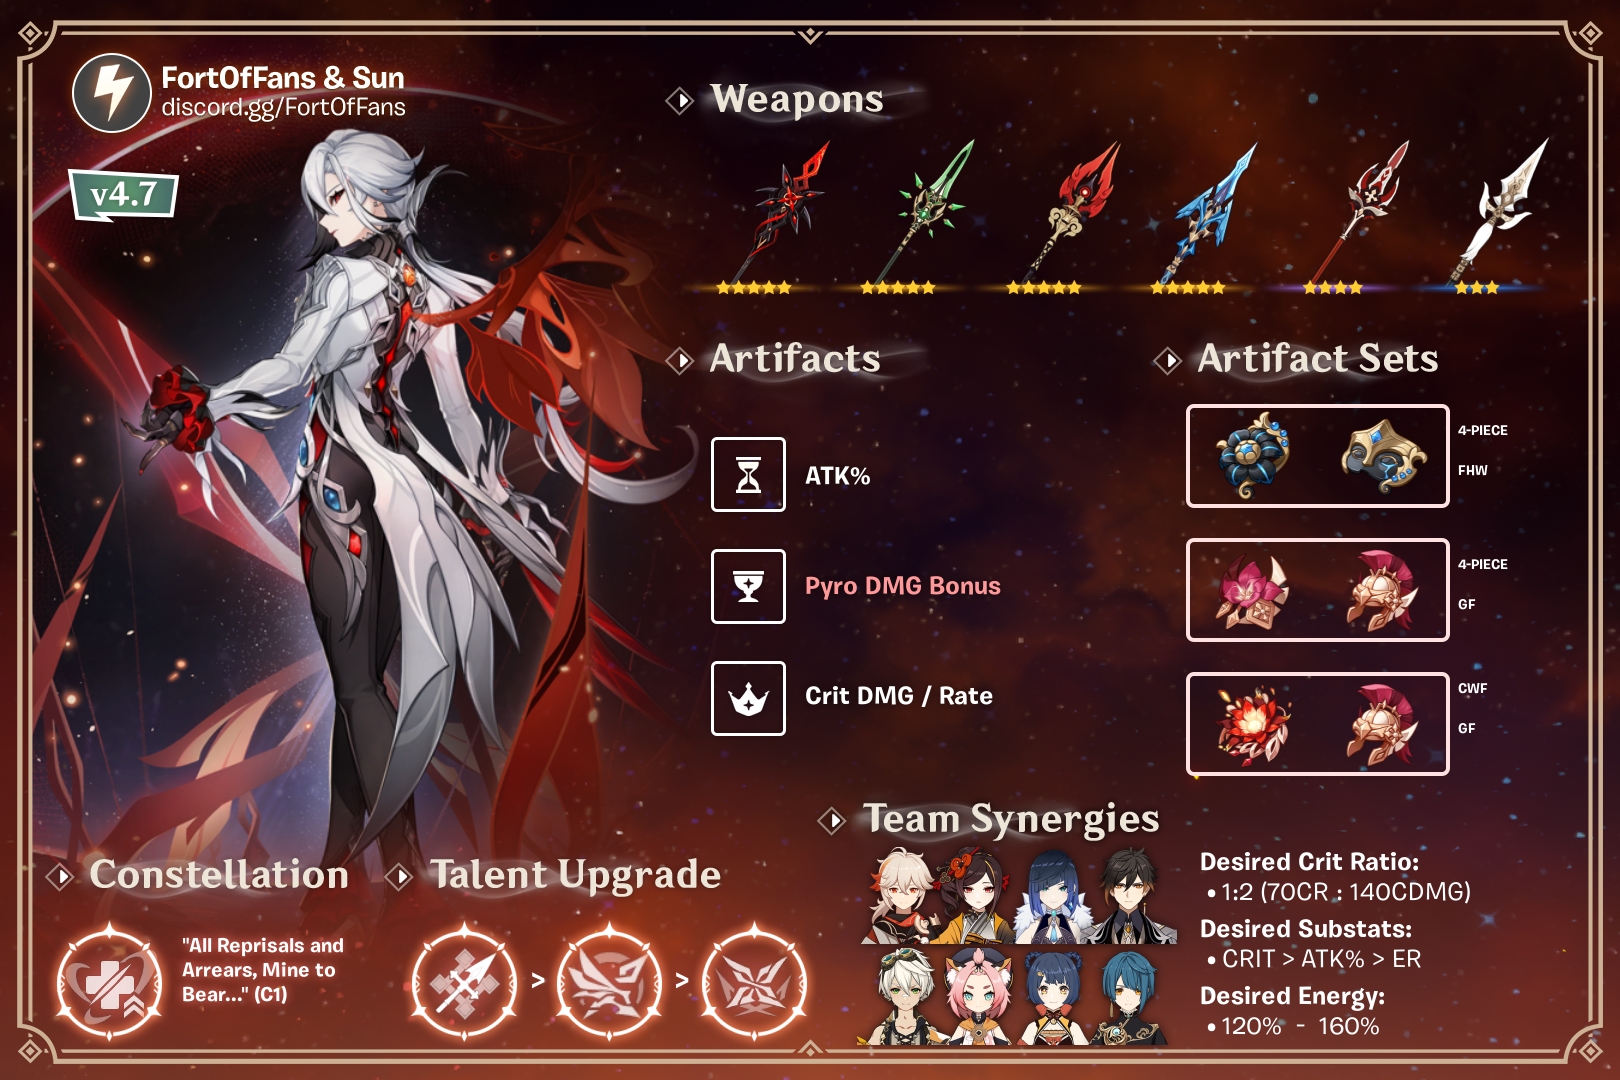 FortOfFans & Sun
discord.gg/FortOfFans
v4.7
Weapons
Artifacts
ATK%
Pyro DMG Bonus
Crit DMG / Rate
Artifact Sets
4-PIECE
FHW
4-PIECE
GF
CWF
GF
Constellation
"All Reprisals and
Arrears, Mine to
Bear..." (C1)
Talent Upgrade
> >
Team Synergies
Desired Crit Ratio:
• 1:2 (70CR : 140CDMG)
Desired Substats:
• CRIT > ATK% > ER
Desired Energy:
• 120% - 160%